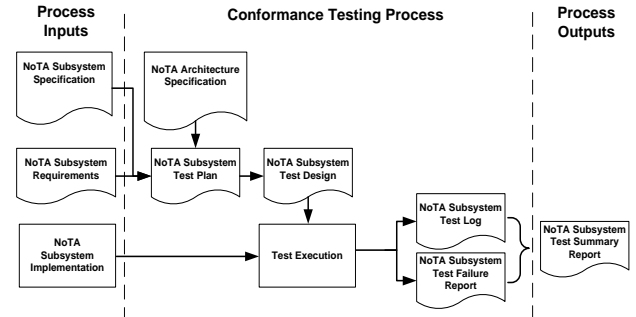 Process
Inputs
Conformance Testing Process
Process
Outputs
NoTA Subsystem
Specification
NoTA Architecture
Specification
NoTA Subsystem
Requirements
NoTA Subsystem
Test Plan
NoTA Subsystem
Test Design
NoTA
Subsystem
Implementation
Test Execution
NoTA Subsystem
Test Log
NoTA Subsystem
Test Failure
Report
NoTA Subsystem
Test Summary
Report